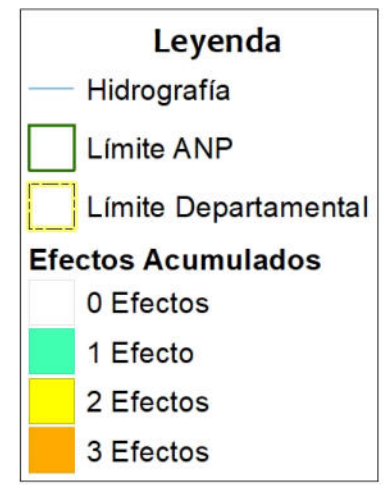 Leyenda
Hidrografía
Límite ANP
Límite Departamental
Efectos Acumulados
0 Efectos
1 Efecto
2 Efectos
3 Efectos